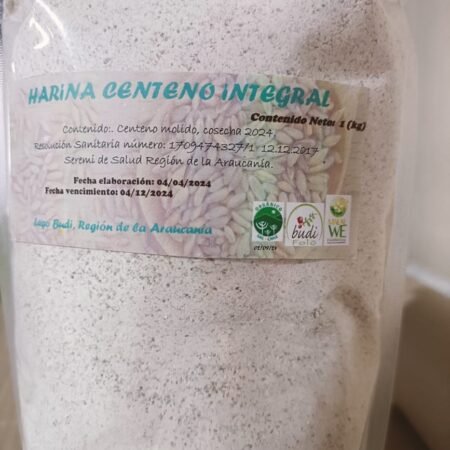 HARINA CENTENO INTEGRAL
Contenido Neto: 1 (kg)
Contenido:. Centeno molido, cosecha 2024,
Resolución Sanitaria número: 1709474327/1 12.12.2017
Seremi de Salud Región de la Araucanía.
Fecha elaboración: 04/04/2024
Fecha vencimiento: 04/12/2024
Lago Budi, Región de la Araucanía
ORGÁNICO
budi
WE